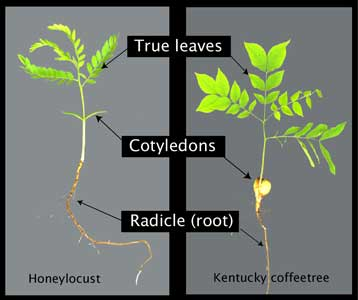 True leaves
Cotyledons
Radicle (root)
Honeylocust
Kentucky coffeetree